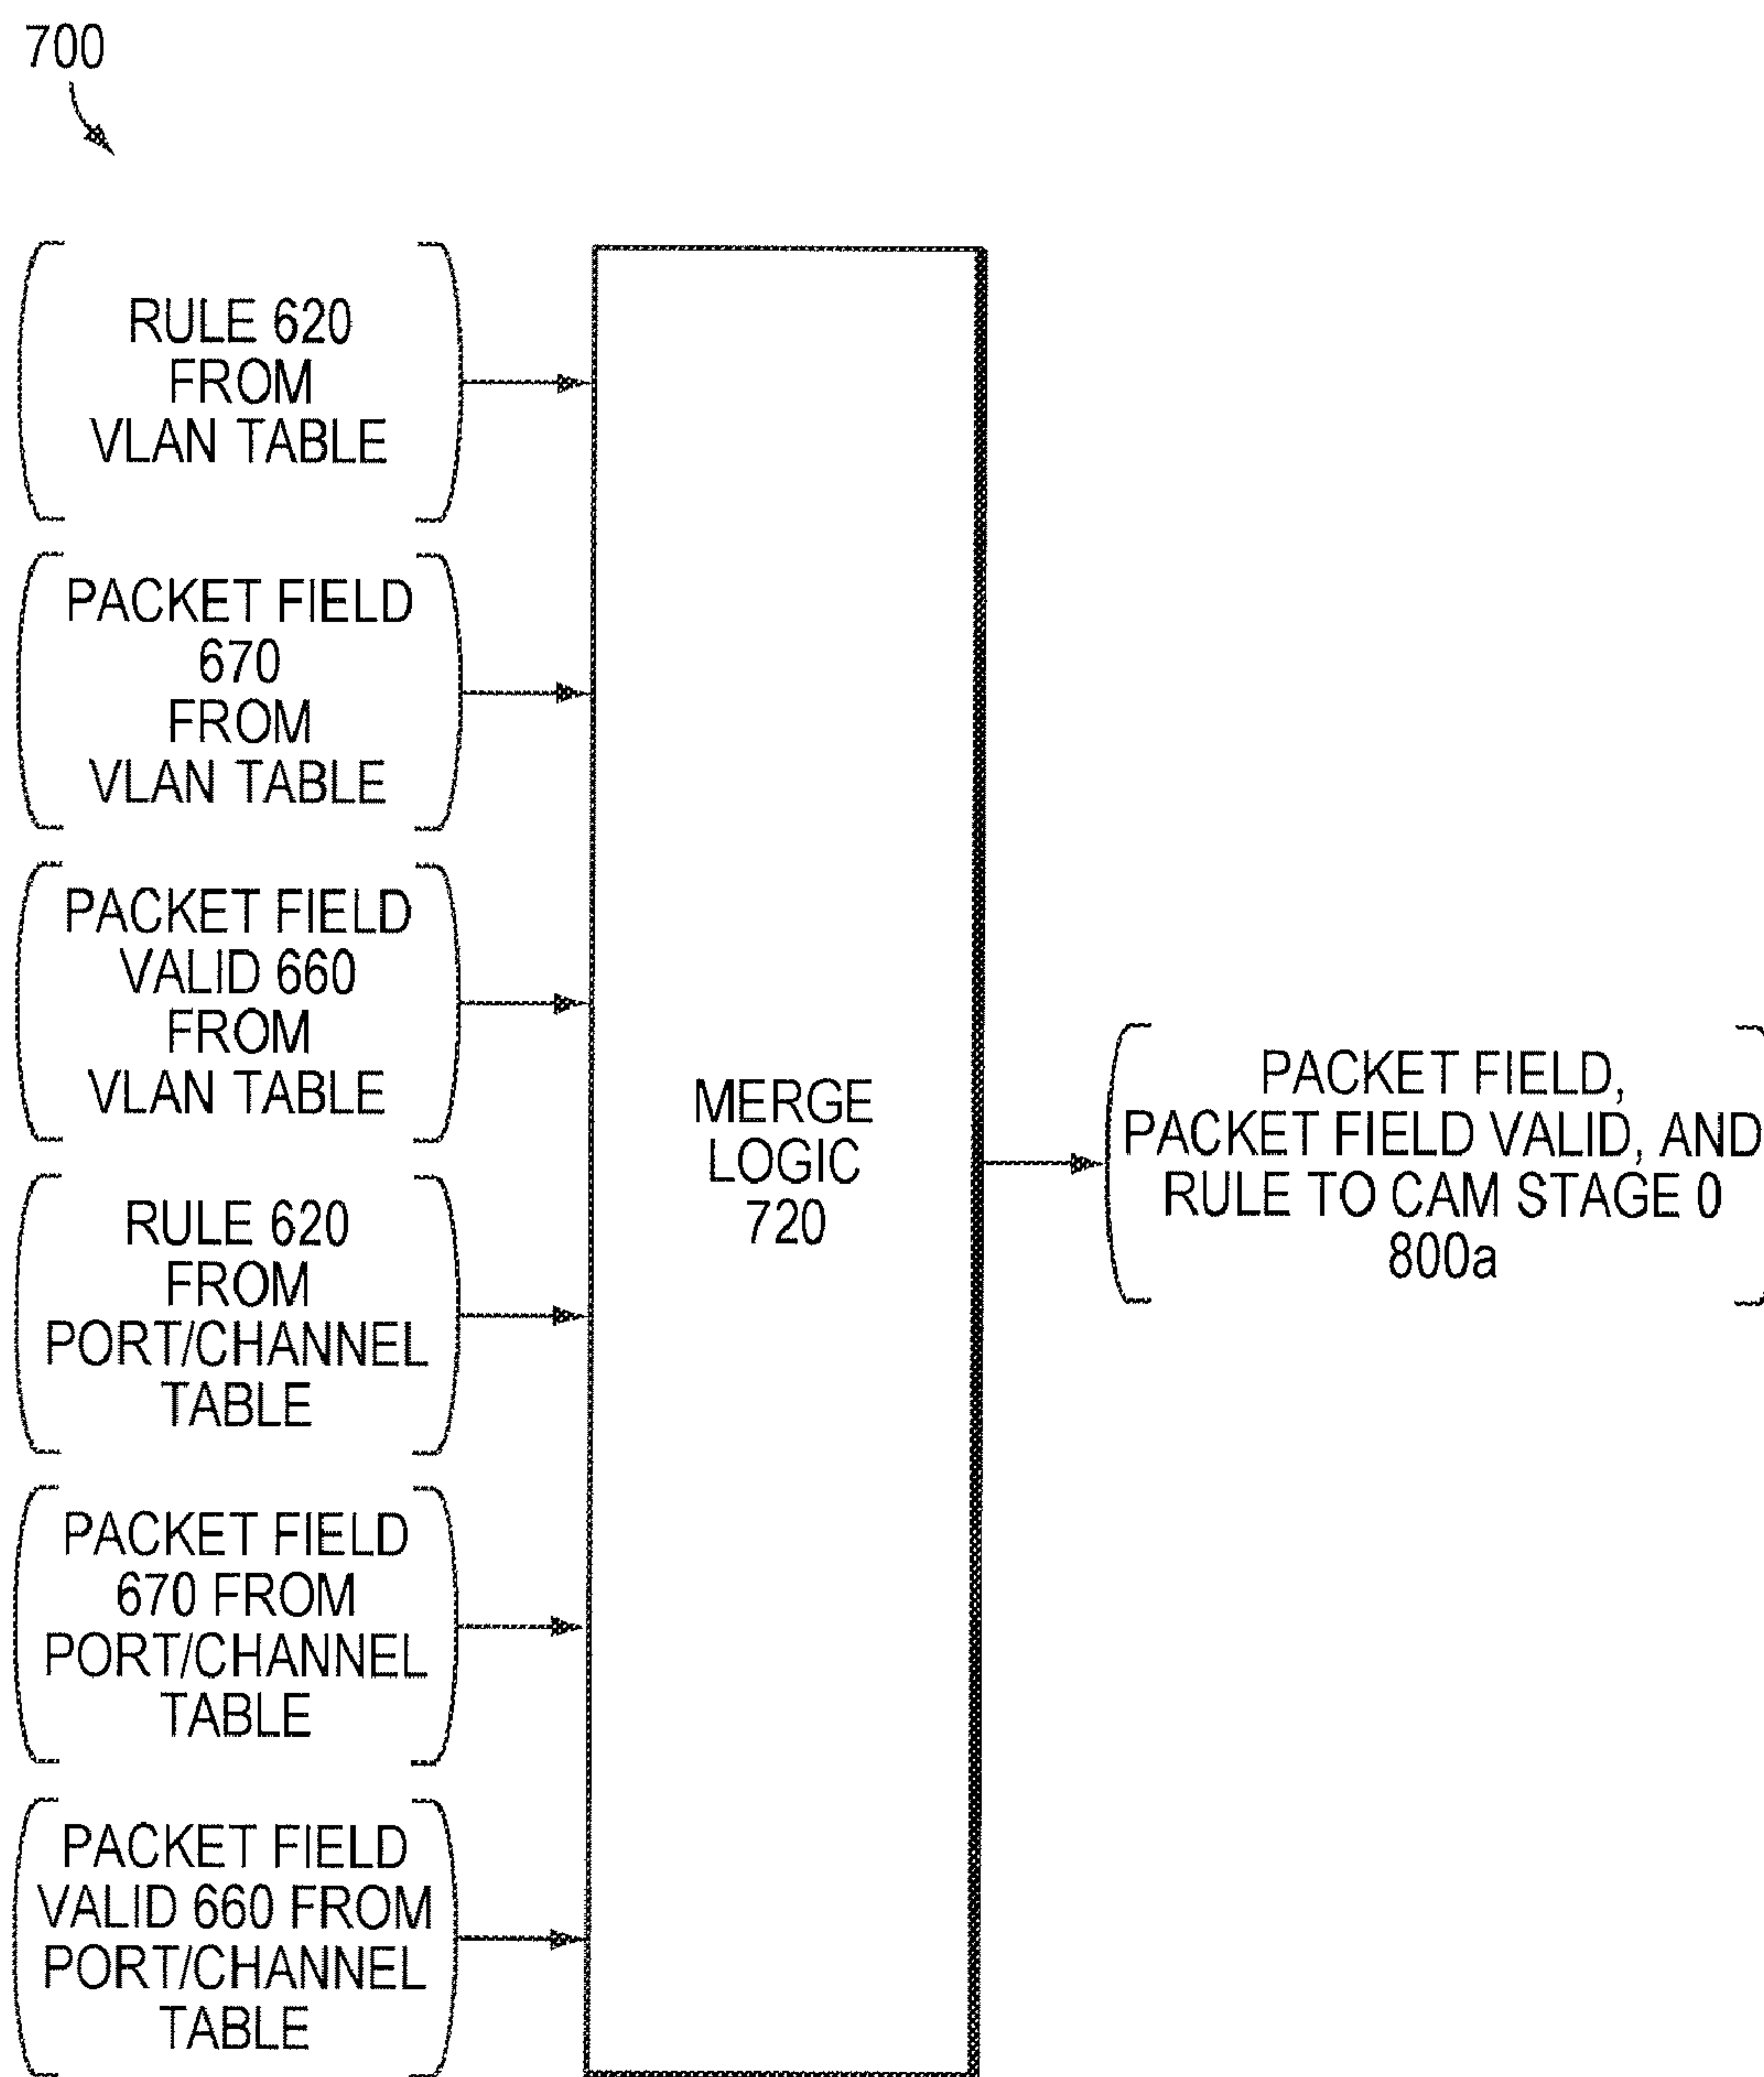 700
RULE 620
FROM
VLAN TABLE
PACKET FIELD
670
FROM
VLAN TABLE
PACKET FIELD
VALID 660
FROM
VLAN TABLE
RULE 620
FROM
PORT/CHANNEL
TABLE
PACKET FIELD
670 FROM
PORT/CHANNEL
TABLE
PACKET FIELD
VALID 660 FROM
PORT/CHANNEL
TABLE
MERGE
LOGIC
720
PACKET FIELD,
PACKET FIELD VALID, AND
RULE TO CAM STAGE 0
800a